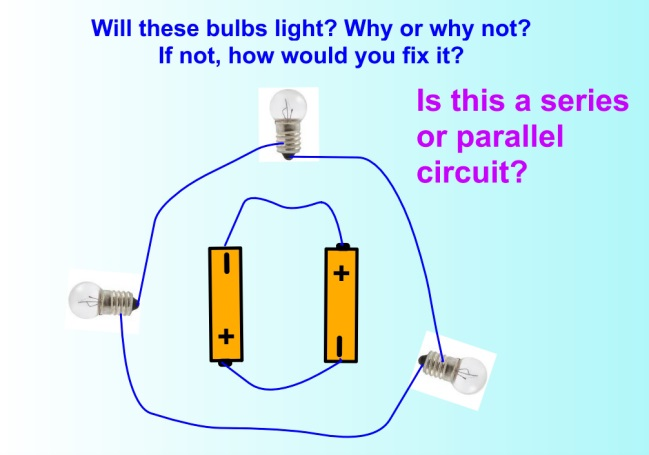 Will these bulbs light? Why or why not?
If not, how would you fix it?
Is this a series
or parallel
circuit?
-
+
+
-